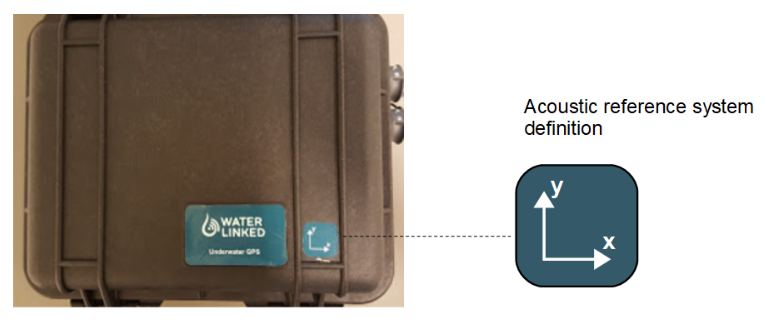 WATER
LINKED
Underwater GPS
y
x
Acoustic reference system
definition
y
x